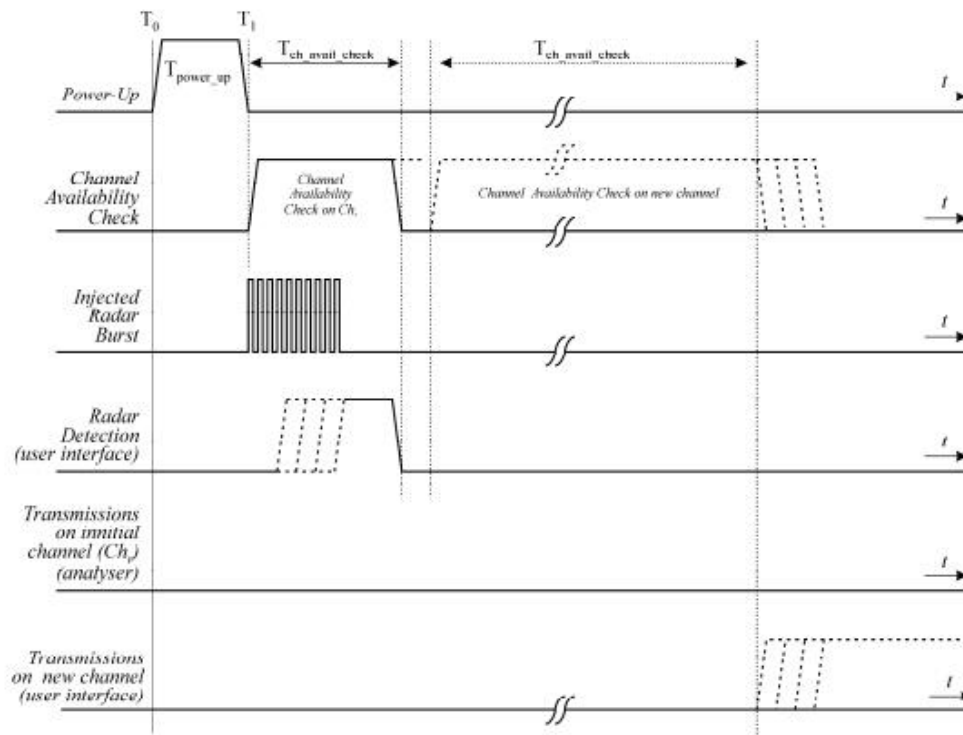 T0 T1
Tch_avail_check
Tch_avail_check
Tpower_up
Power-Up
t
Channel
Availability
Check
Channel
Availability
Check on Chr
Channel Availability Check on new channel
t
Injected
Radar
Burst
t
Radar
Detection
(user interface)
t
Transmissions
on innitial
channel (Chr)
(analyser)
t
Transmissions
on new channel
(user interface)
t